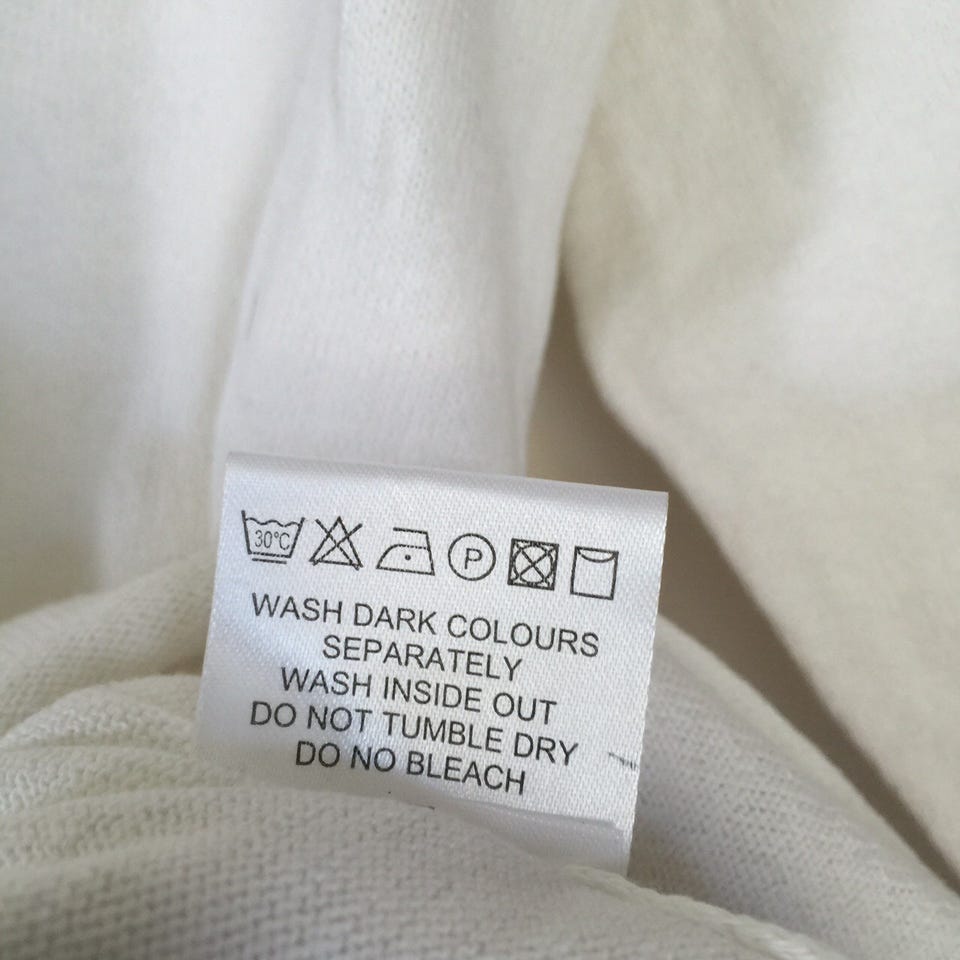 30°C P
WASH DARK COLOURS
SEPARATELY
WASH INSIDE OUT
DO NOT TUMBLE DRY
DO NO BLEACH